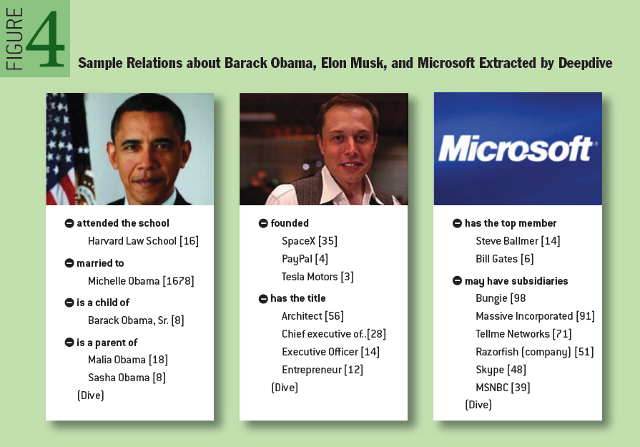 FIGURE 4
Sample Relations about Barack Obama, Elon Musk, and Microsoft Extracted by Deepdive
attended the school
Harvard Law School [16]
married to
Michelle Obama [1678]
is a child of
Barack Obama, Sr. [8]
is a parent of
Malia Obama [18]
Sasha Obama [8]
(Dive)
founded
SpaceX [35]
PayPal [4]
Tesla Motors [3]
has the title
Architect [56]
Chief executive of..[28]
Executive Officer [14]
Entrepreneur [12]
(Dive)
Microsoft
has the top member
Steve Ballmer [14]
Bill Gates [6]
may have subsidiaries
Bungie [98
Massive Incorporated [91]
Tellme Networks [71]
Razorfish (company) [51]
Skype [48]
MSNBC [39]
(Dive)